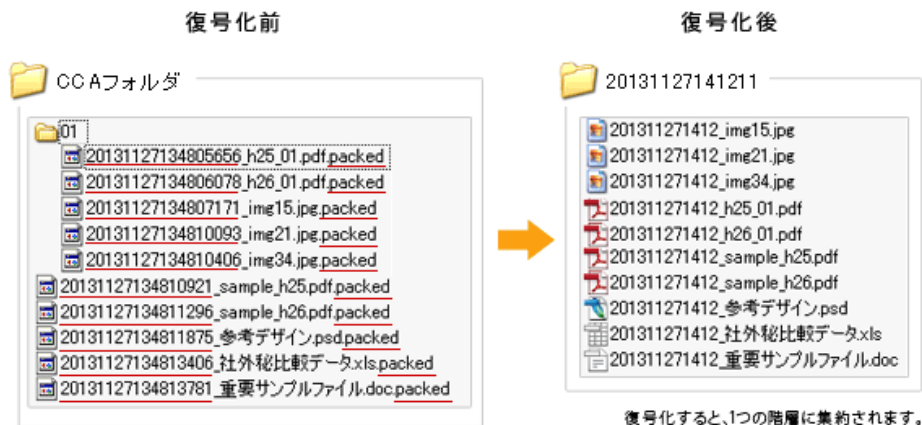 復号化前
CCAフォルダ
01
20131127134805656_h25_01.pdf.packed
20131127134806078_h26_01.pdf.packed
20131127134807171_img15.jpg.packed
20131127134810093_img21.jpg.packed
20131127134810406_img34.jpg.packed
20131127134810921_sample_h25.pdf.packed
20131127134811296_sample_h26.pdf.packed
20131127134811875_参考デザイン.psd.packed
20131127134813406_社外秘比較データ.xls.packed
20131127134813781_重要サンプルファイル.doc.packed
復号化後
20131127141211
201311271412_img15.jpg
201311271412_img21.jpg
201311271412_img34.jpg
201311271412_h25_01.pdf
201311271412_h26_01.pdf
201311271412_sample_h25.pdf
201311271412_sample_h26.pdf
201311271412_参考デザイン.psd
201311271412_社外秘比較データ.xls
201311271412_重要サンプルファイル.doc
復号化すると、1つの階層に集約されます。